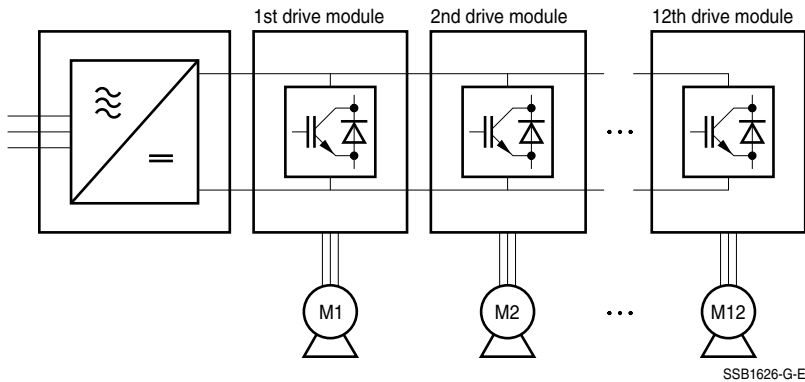 1st drive module 2nd drive module 12th drive module
M1 M2 M12
SSB1626-G-E